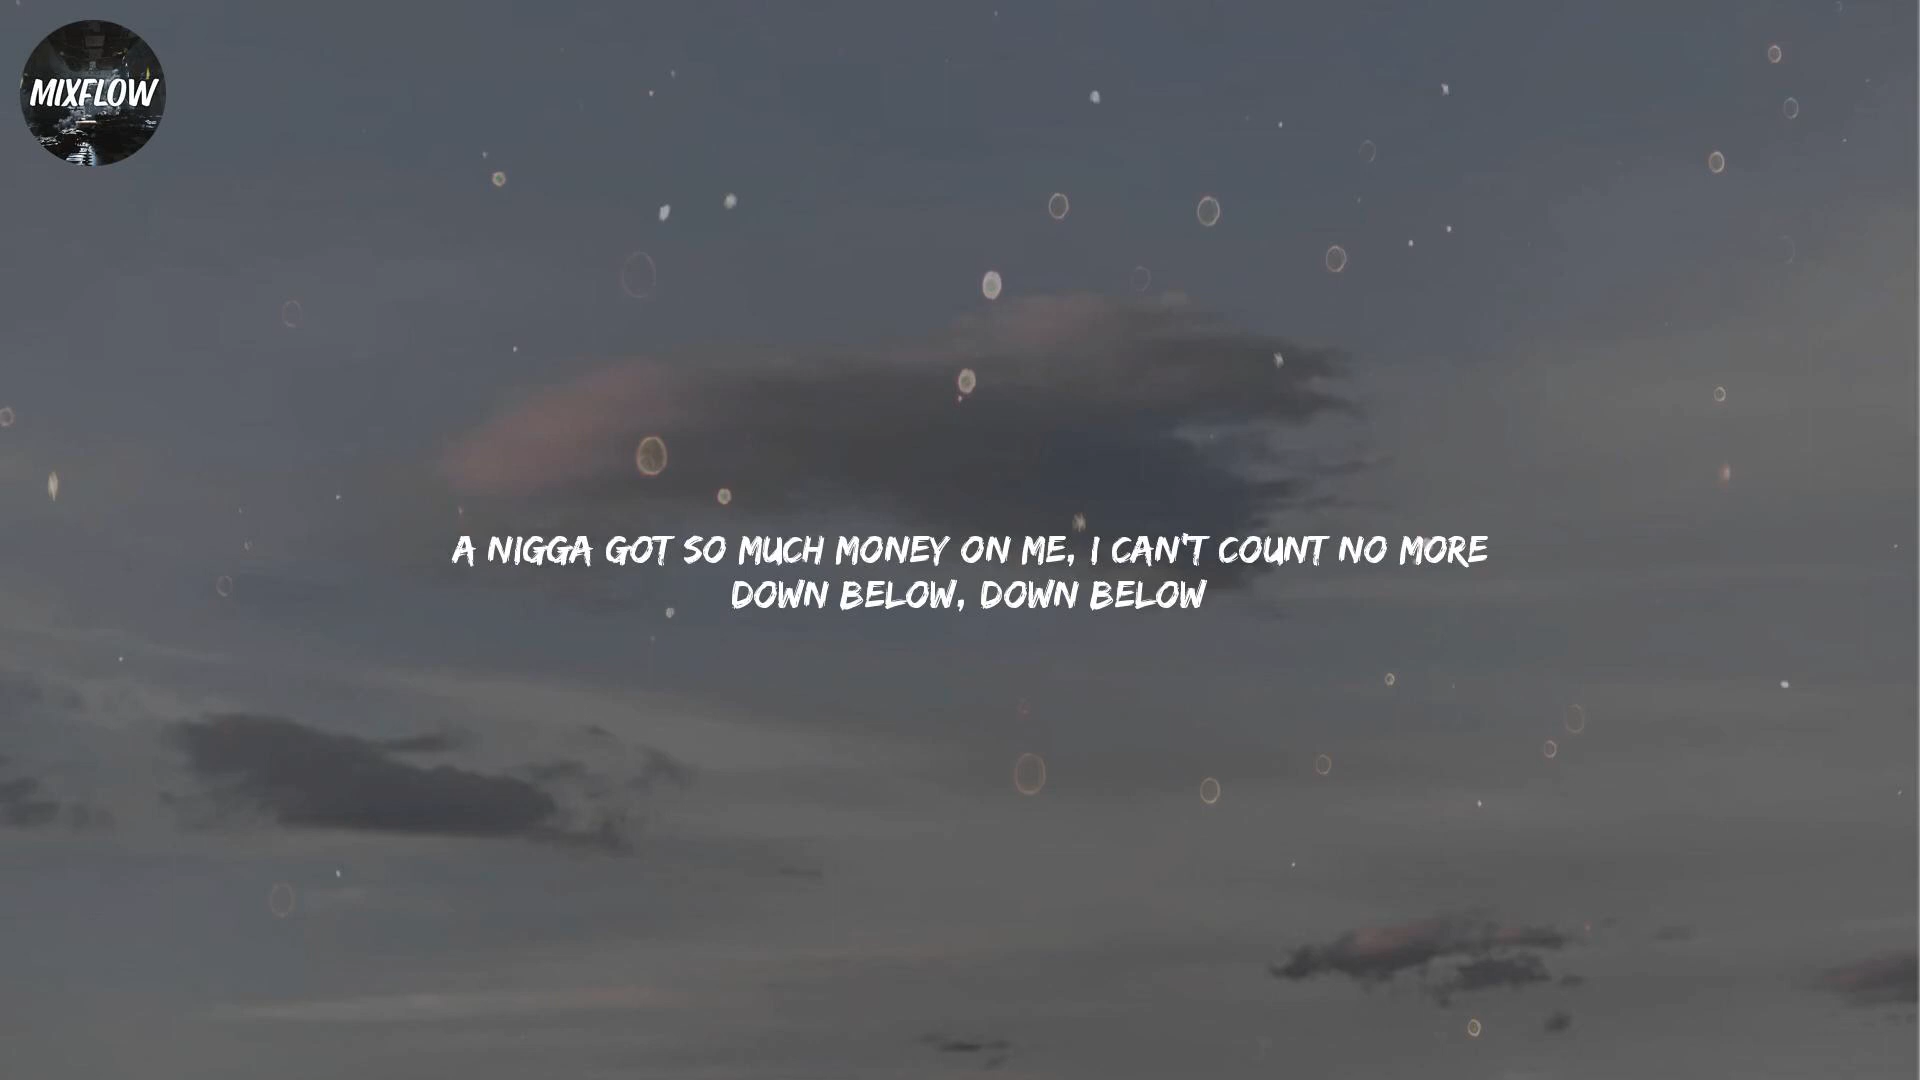 MIXFLOW
A NIGGA GOT SO MUCH MONEY ON ME, I CAN'T COUNT NO MORE
DOWN BELOW, DOWN BELOW